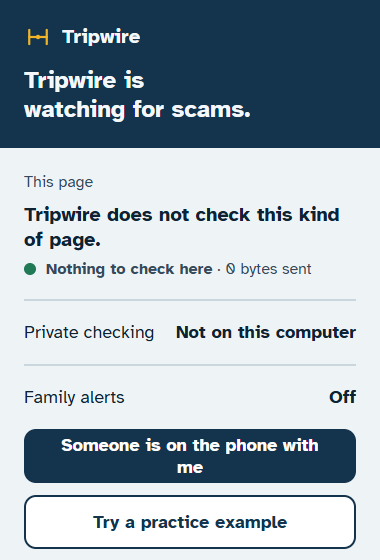 Tripwire
Tripwire is
watching for scams.
This page
Tripwire does not check this kind
of page.
Nothing to check here · 0 bytes sent
Private checking Not on this computer
Family alerts Off
Someone is on the phone with
me
Try a practice example